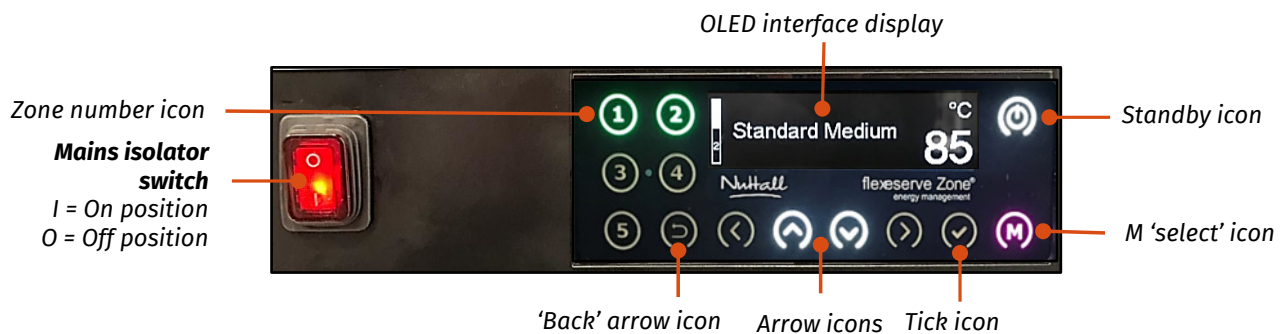 OLED interface display
Zone number icon
Mains isolator
switch
I = On position
O = Off position
O
I
1
2
3
4
5
2
Standard Medium
°C
85
Nuttall
flexeserve Zone®
energy management
M
Standby icon
M ‘select’ icon
‘Back’ arrow icon
Arrow icons
Tick icon